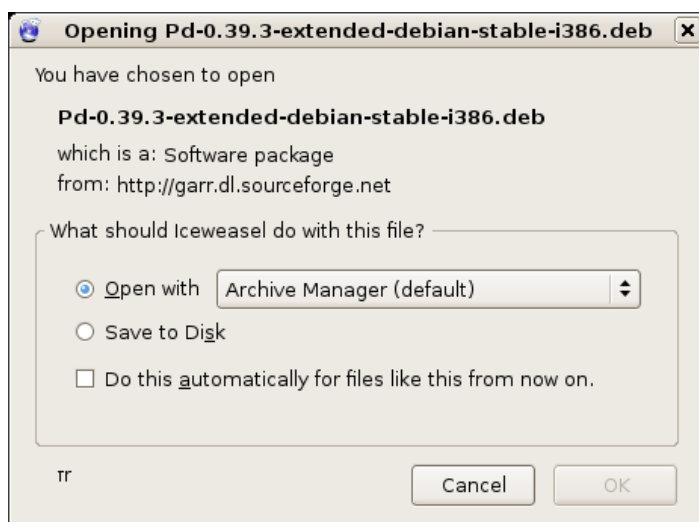 Opening Pd-0.39.3-extended-debian-stable-i386.deb
You have chosen to open
Pd-0.39.3-extended-debian-stable-i386.deb
which is a: Software package
from: http://garr.dl.sourceforge.net
What should Iceweasel do with this file?
Open with Archive Manager (default)
Save to Disk
Do this automatically for files like this from now on.
Cancel OK